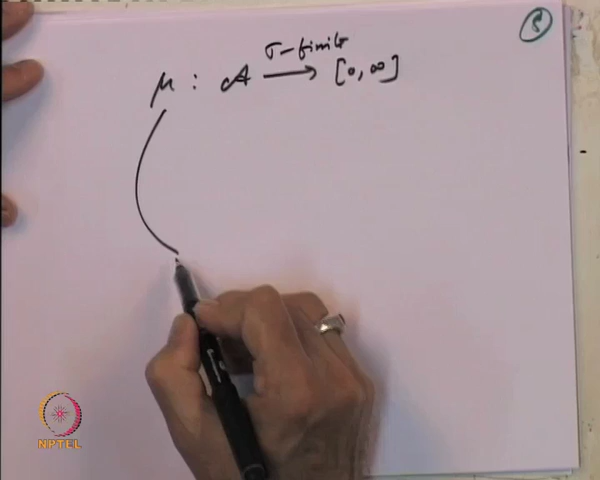 5
σ-finite
μ : 𝒜 ⟶ [0, ∞]
NPTEL